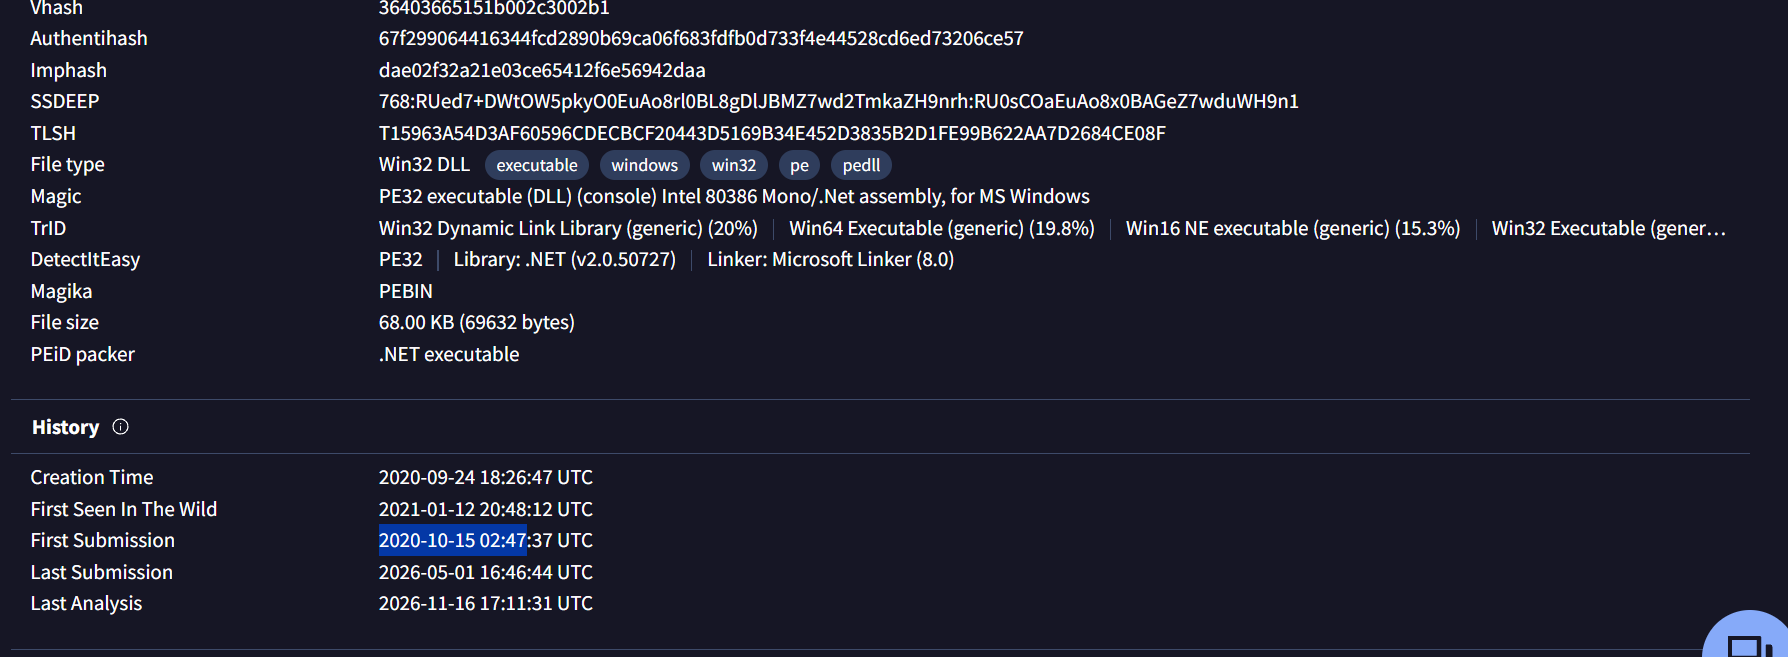 Vhash 36403665151b002c3002b1
Authentihash 67f299064416344fcd2890b69ca06f683fdfb0d733f4e44528cd6ed73206ce57
Imphash dae02f32a21e03ce65412f6e56942daa
SSDEEP 768:RUed7+DWtOW5pkyO0EuAo8rl0BL8gDlJBMZ7wd2TmkaZH9nrh:RU0sCOaEuAo8x0BAGeZ7wduWH9n1
TLSH T15963A54D3AF60596CDECBCF20443D5169B34E452D3835B2D1FE99B622AA7D2684CE08F
File type Win32 DLL executable windows win32 pe pedll
Magic PE32 executable (DLL) (console) Intel 80386 Mono/.Net assembly, for MS Windows
TrID Win32 Dynamic Link Library (generic) (20%) Win64 Executable (generic) (19.8%) Win16 NE executable (generic) (15.3%) Win32 Executable (gener…
DetectItEasy PE32 Library: .NET (v2.0.50727) Linker: Microsoft Linker (8.0)
Magika PEBIN
File size 68.00 KB (69632 bytes)
PEiD packer .NET executable
History
Creation Time 2020-09-24 18:26:47 UTC
First Seen In The Wild 2021-01-12 20:48:12 UTC
First Submission 2020-10-15 02:47:37 UTC
Last Submission 2026-05-01 16:46:44 UTC
Last Analysis 2026-11-16 17:11:31 UTC